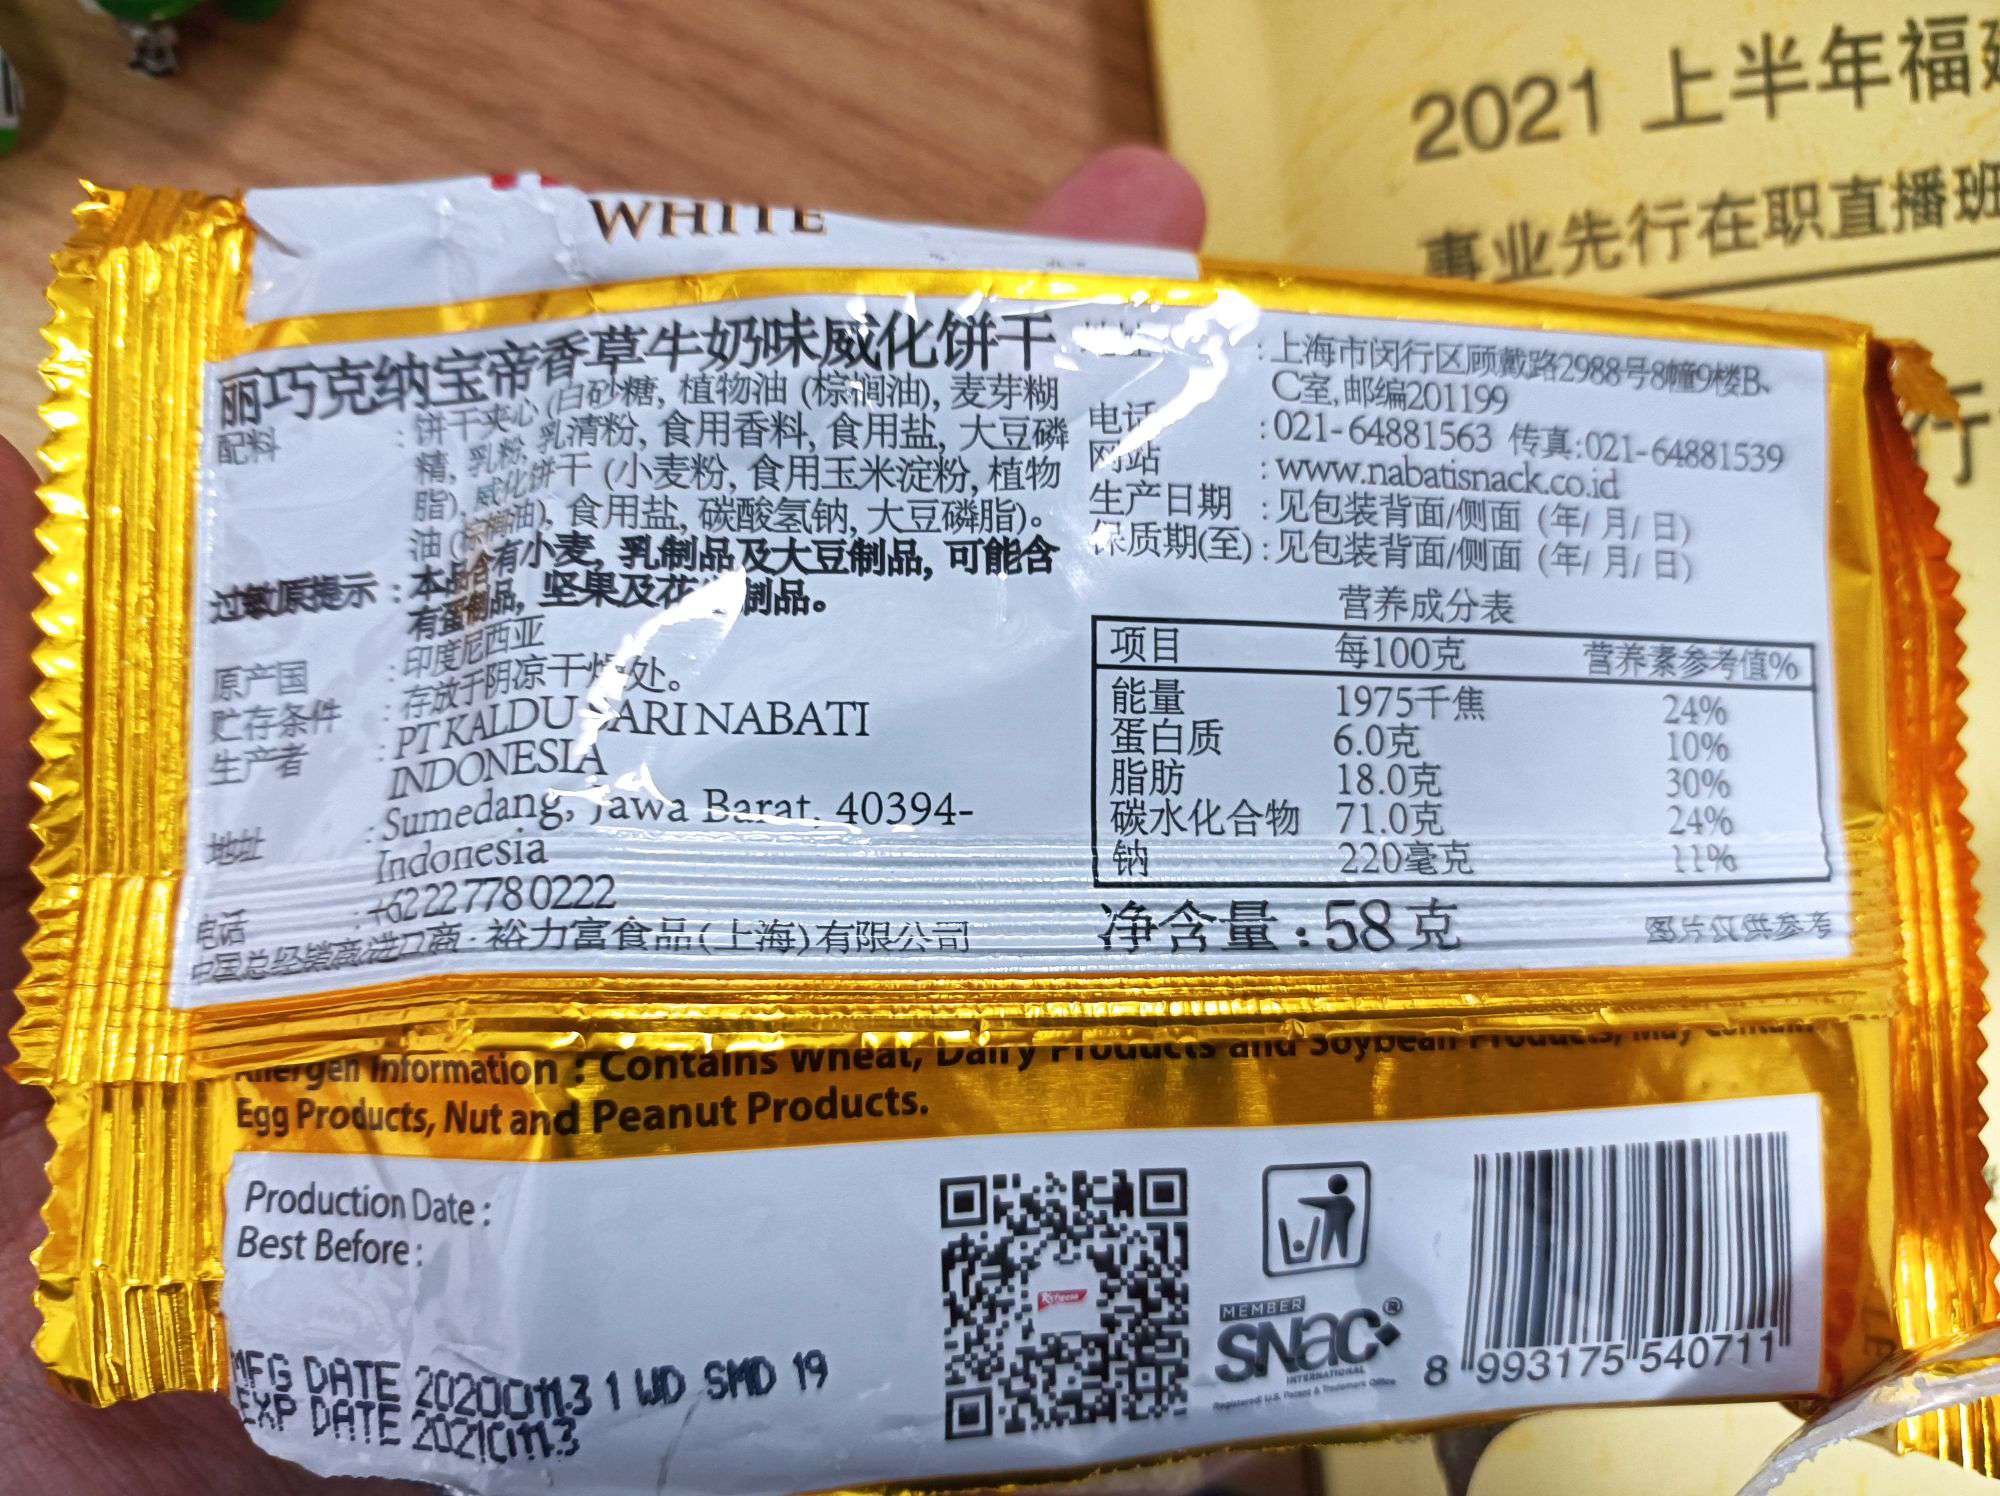 2021 上半年福
事业先行在职直播班
行
WHITE
丽巧克纳宝帝香草牛奶味威化饼干
配料 : 饼干夹心 (白砂糖, 植物油 (棕榈油), 麦芽糊
精, 乳粉, 乳清粉, 食用香料, 食用盐, 大豆磷
脂), 威化饼干 (小麦粉, 食用玉米淀粉, 植物
油 (棕榈油), 食用盐, 碳酸氢钠, 大豆磷脂)。
过敏原提示 : 本品含有小麦, 乳制品及大豆制品, 可能含
有蛋制品, 坚果及花 制品。
原产国 : 印度尼西亚
贮存条件 : 存放于阴凉干燥处。
生产者 : PT KALDU SARI NABATI
INDONESIA
地址 : Sumedang, Jawa Barat, 40394-
Indonesia
电话 : +62 22 778 0222
中国总经销商/进口商 : 裕力富食品(上海)有限公司
: 上海市闵行区顾戴路2988号8幢9楼B、
C室, 邮编201199
电话 : 021-64881563 传真:021-64881539
网站 : www.nabatisnack.co.id
生产日期 : 见包装背面/侧面 (年/ 月/ 日)
保质期(至) : 见包装背面/侧面 (年/ 月/ 日)
营养成分表
项目 每100克 营养素参考值%
能量 1975千焦 24%
蛋白质 6.0克 10%
脂肪 18.0克 30%
碳水化合物 71.0克 24%
钠 220毫克 11%
净含量 : 58 克
图片仅供参考
Allergen Information : Contains Wheat, Dairy Products and Soybean Products, May Contain
Egg Products, Nut and Peanut Products.
Production Date :
Best Before :
MFG DATE 2020 1 WD SMD 19
EXP DATE 2021
Richeese
MEMBER
SNAC ®
INTERNATIONAL
Registered U.S. Patent & Trademark Office
8 993175 540711